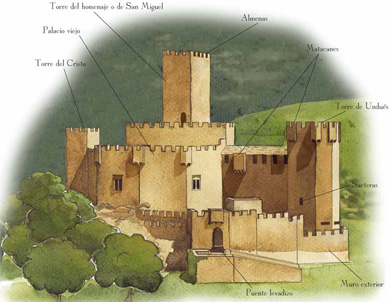 Torre del homenaje o de San Miguel
Almenas
Palacio viejo
Matacanes
Torre del Cristo
Torre de Undués
Saeteras
Muro exterior
Puente levadizo